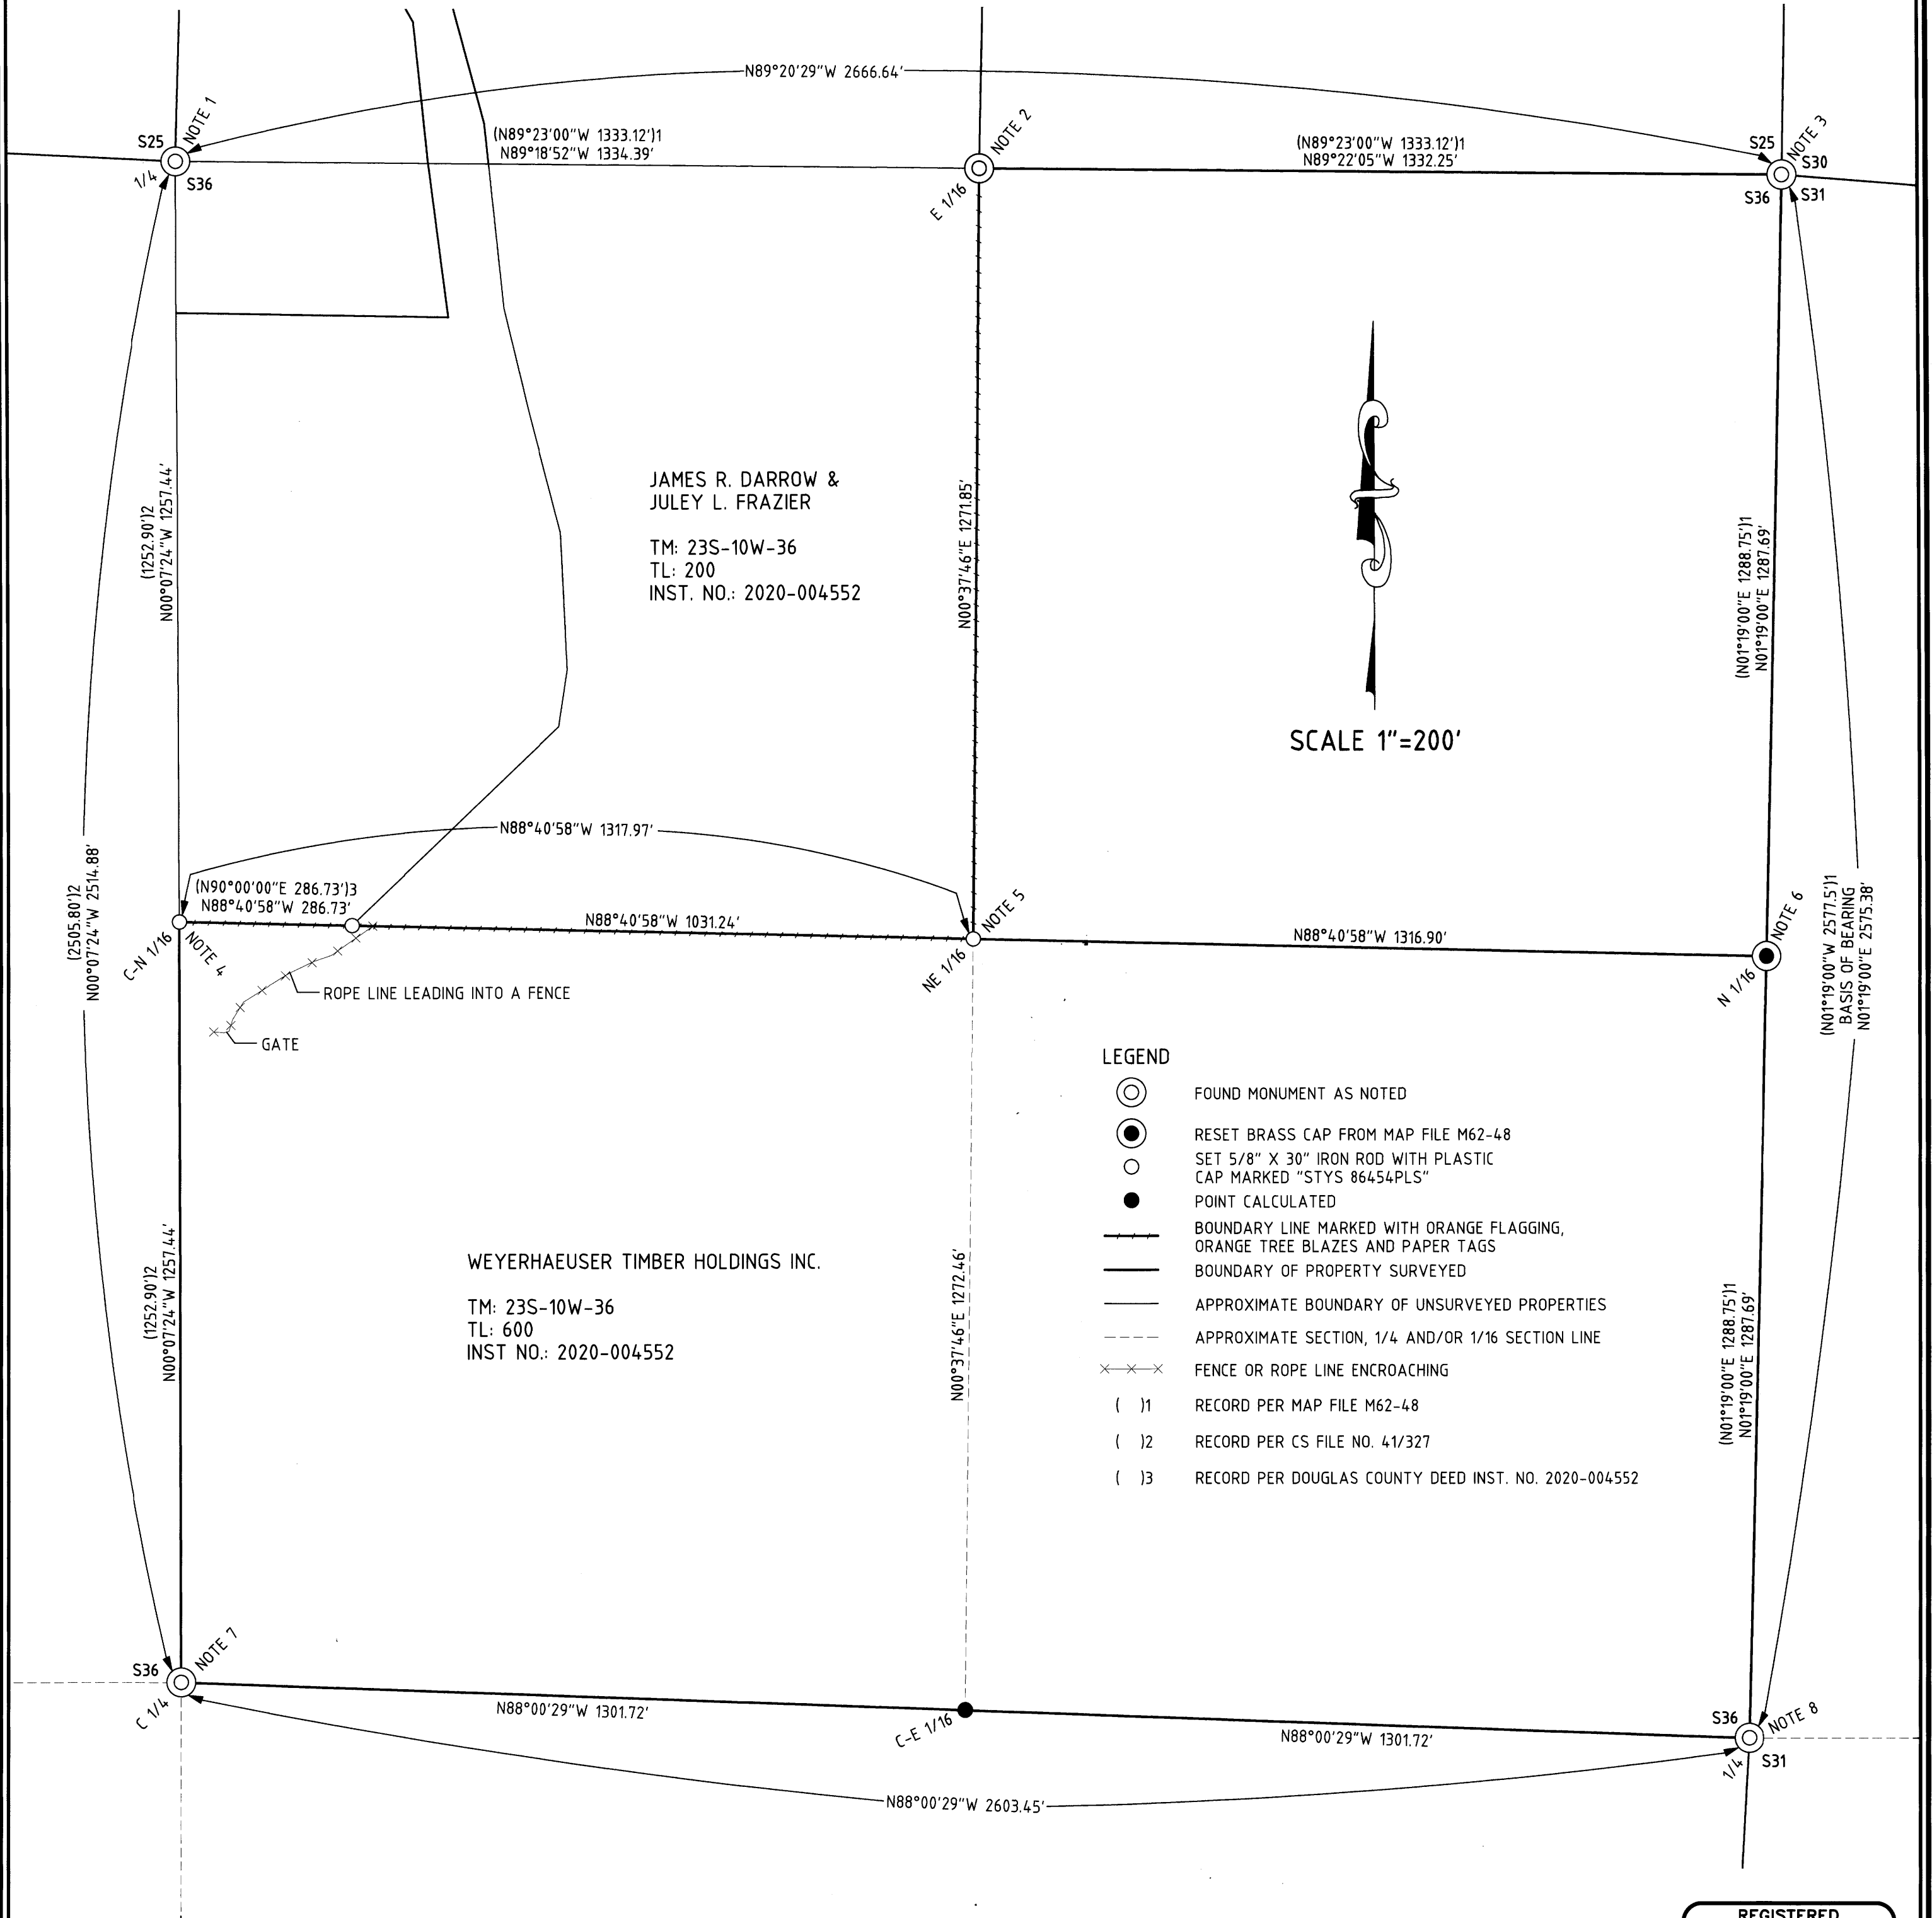 N89°20'29"W 2666.64'
S25
NOTE 1
1/4
S36
(N89°23'00"W 1333.12')1
N89°18'52"W 1334.39'
NOTE 2
E 1/16
(N89°23'00"W 1333.12')1
N89°22'05"W 1332.25'
S25
NOTE 3
S30
S36
S31
(1252.90')2
N00°07'24"W 1257.44'
JAMES R. DARROW &
JULEY L. FRAZIER
TM: 23S-10W-36
TL: 200
INST. NO.: 2020-004552
N00°37'46"E 1271.85'
SCALE 1"=200'
(N01°19'00"E 1288.75')1
N01°19'00"E 1287.69'
(2505.80')2
N00°07'24"W 2514.88'
N88°40'58"W 1317.97'
(N90°00'00"E 286.73')3
N88°40'58"W 286.73'
N88°40'58"W 1031.24'
C-N 1/16
NOTE 4
NOTE 5
NE 1/16
N88°40'58"W 1316.90'
NOTE 6
N 1/16
(N01°19'00"W 2577.5')1
BASIS OF BEARING
N01°19'00"E 2575.38'
ROPE LINE LEADING INTO A FENCE
GATE
LEGEND
FOUND MONUMENT AS NOTED
RESET BRASS CAP FROM MAP FILE M62-48
SET 5/8" X 30" IRON ROD WITH PLASTIC
CAP MARKED "STYS 86454PLS"
POINT CALCULATED
BOUNDARY LINE MARKED WITH ORANGE FLAGGING,
ORANGE TREE BLAZES AND PAPER TAGS
BOUNDARY OF PROPERTY SURVEYED
APPROXIMATE BOUNDARY OF UNSURVEYED PROPERTIES
APPROXIMATE SECTION, 1/4 AND/OR 1/16 SECTION LINE
FENCE OR ROPE LINE ENCROACHING
( )1 RECORD PER MAP FILE M62-48
( )2 RECORD PER CS FILE NO. 41/327
( )3 RECORD PER DOUGLAS COUNTY DEED INST. NO. 2020-004552
(1252.90')2
N00°07'24"W 1257.44'
WEYERHAEUSER TIMBER HOLDINGS INC.
TM: 23S-10W-36
TL: 600
INST NO.: 2020-004552
N00°37'46"E 1272.46'
(N01°19'00"E 1288.75')1
N01°19'00"E 1287.69'
S36
NOTE 7
C 1/4
N88°00'29"W 1301.72'
C-E 1/16
N88°00'29"W 1301.72'
S36
NOTE 8
1/4
S31
N88°00'29"W 2603.45'
REGISTERED